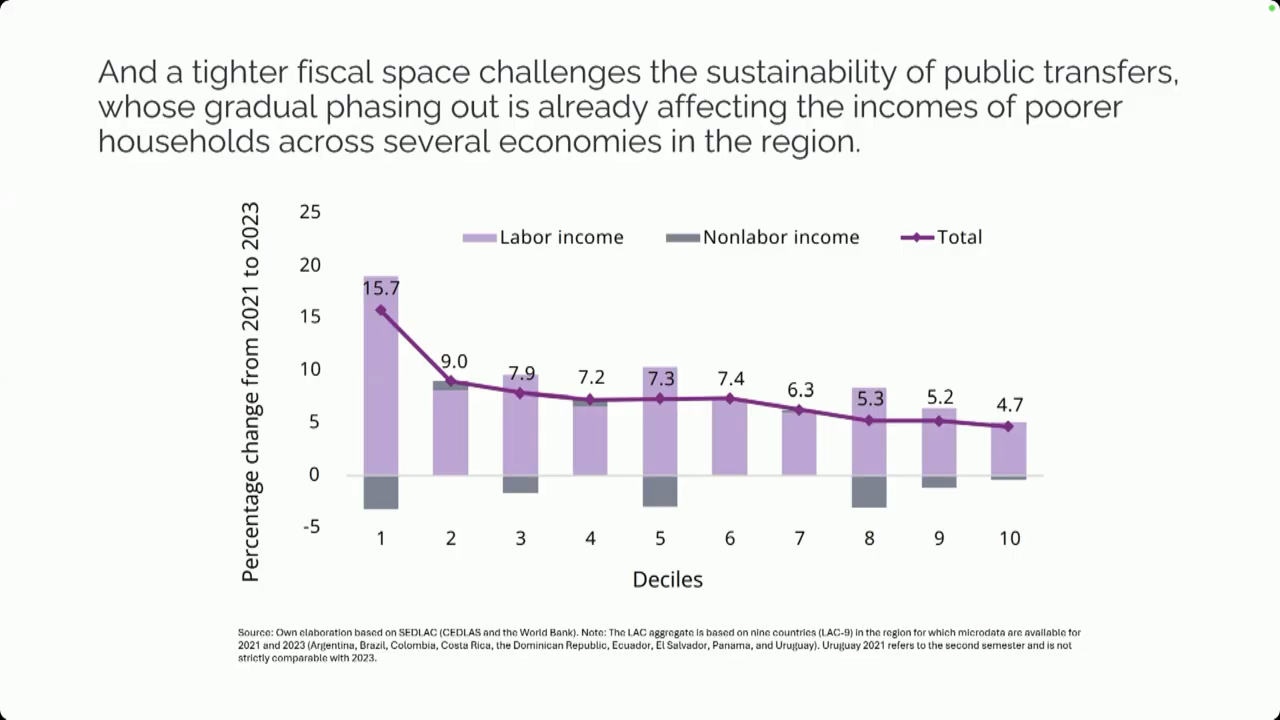 And a tighter fiscal space challenges the sustainability of public transfers,
whose gradual phasing out is already affecting the incomes of poorer
households across several economies in the region.
Percentage change from 2021 to 2023
25
20
15
10
5
0
-5
Labor income
Nonlabor income
Total
15.7
9.0
7.9
7.2
7.3
7.4
6.3
5.3
5.2
4.7
1
2
3
4
5
6
7
8
9
10
Deciles
Source: Own elaboration based on SEDLAC (CEDLAS and the World Bank). Note: The LAC aggregate is based on nine countries (LAC-9) in the region for which microdata are available for
2021 and 2023 (Argentina, Brazil, Colombia, Costa Rica, the Dominican Republic, Ecuador, El Salvador, Panama, and Uruguay). Uruguay 2021 refers to the second semester and is not
strictly comparable with 2023.